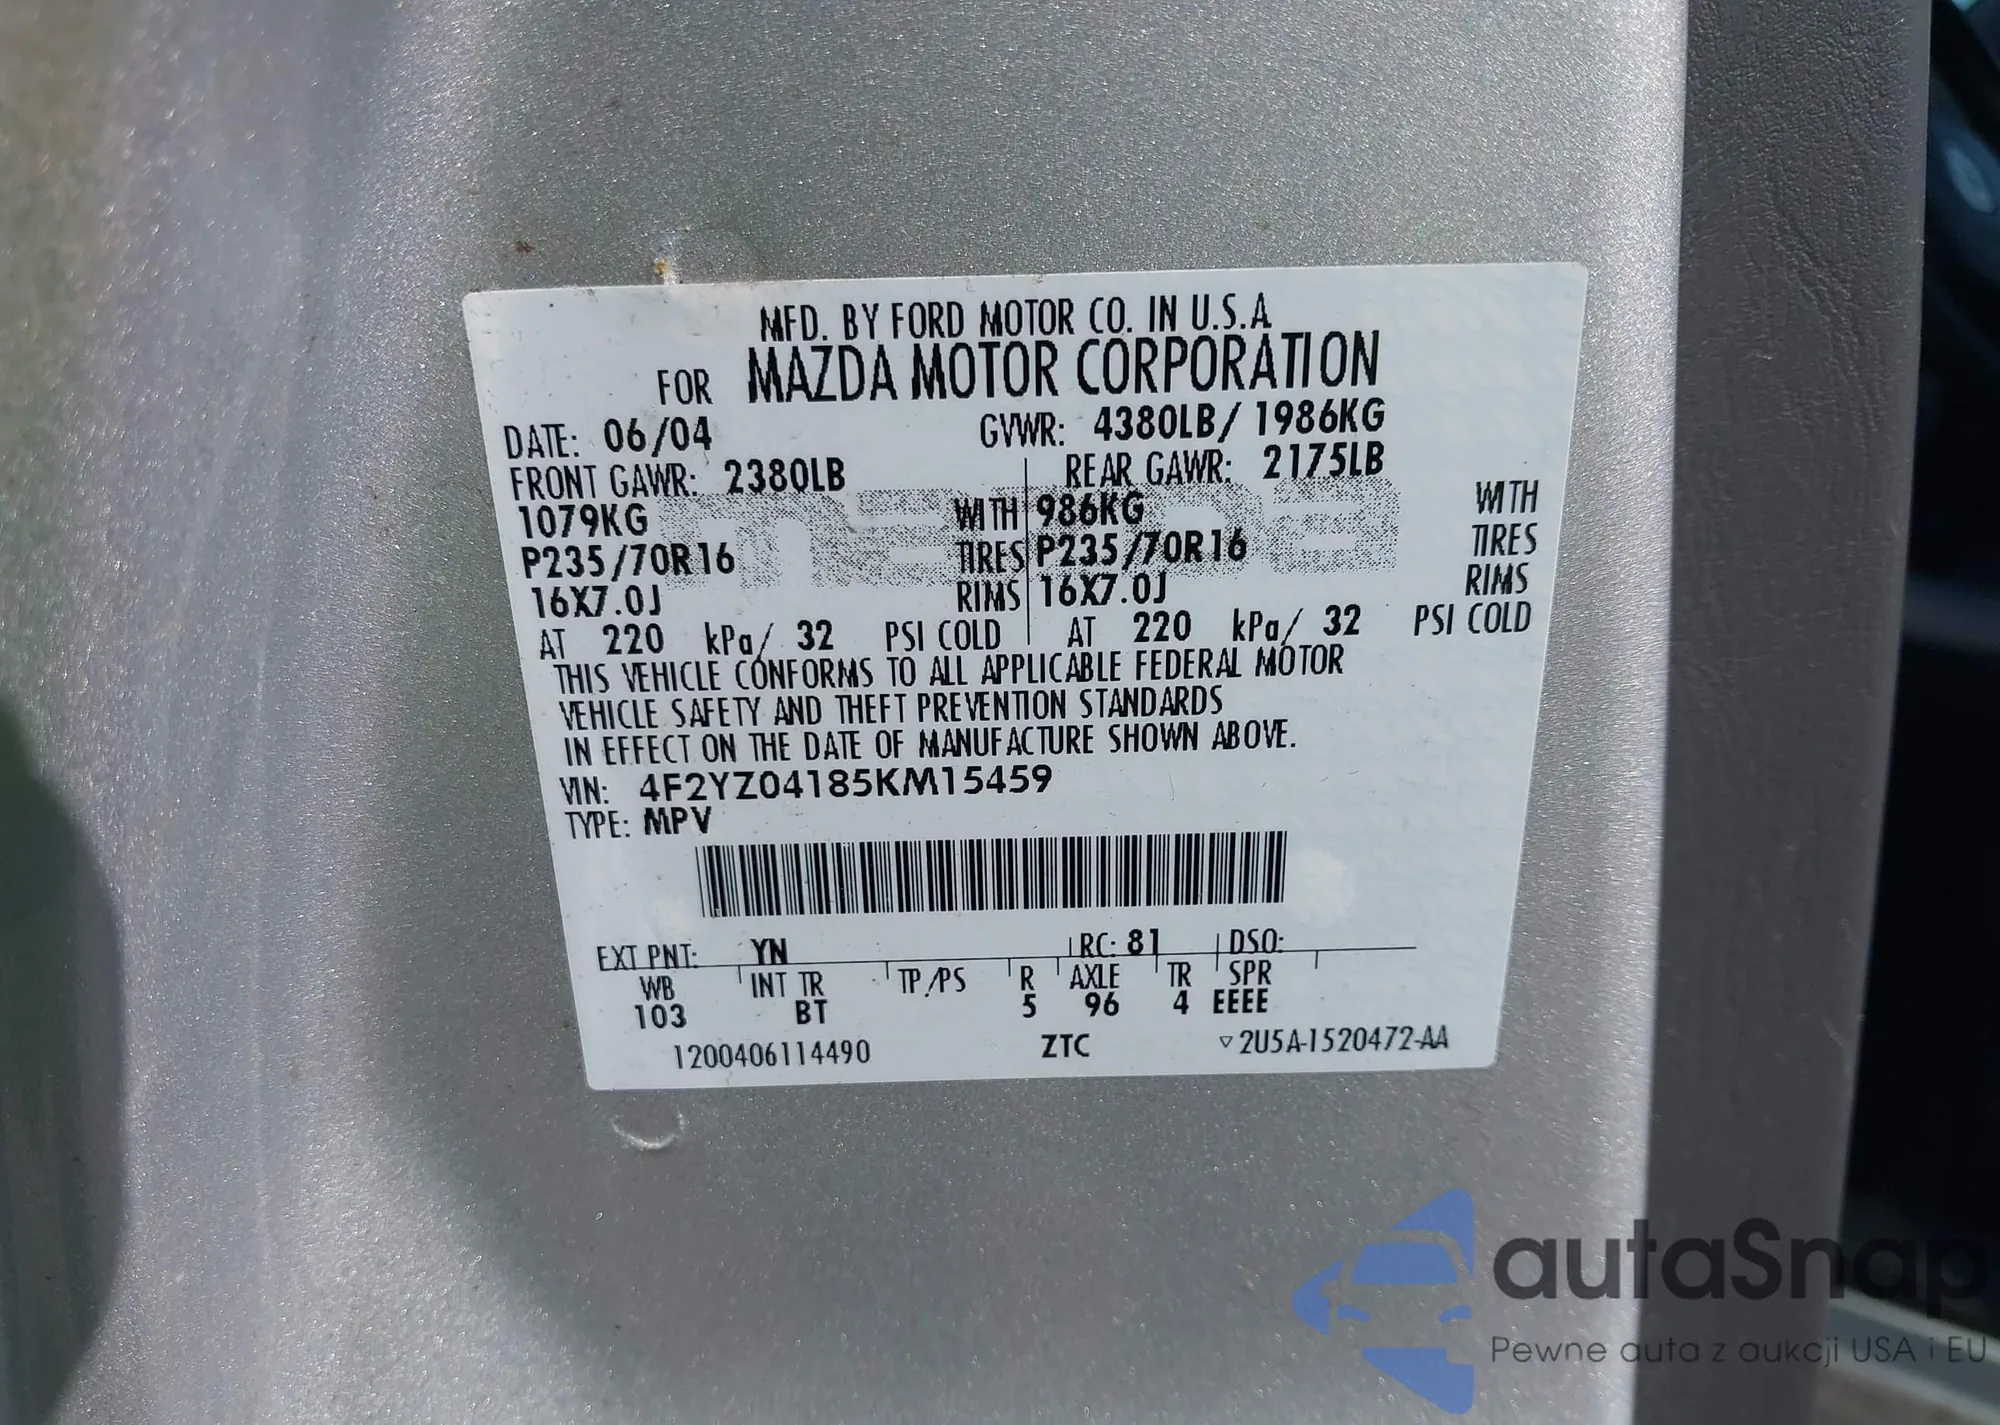 MFD. BY FORD MOTOR CO. IN U.S.A.
FOR MAZDA MOTOR CORPORATION
DATE: 06/04 GVWR: 4380LB/ 1986KG
FRONT GAWR: 2380LB REAR GAWR: 2175LB
1079KG WITH 986KG WITH
P235/70R16 TIRES P235/70R16 TIRES
16X7.0J RIMS 16X7.0J RIMS
AT 220 kPa/ 32 PSI COLD AT 220 kPa/ 32 PSI COLD
THIS VEHICLE CONFORMS TO ALL APPLICABLE FEDERAL MOTOR
VEHICLE SAFETY AND THEFT PREVENTION STANDARDS
IN EFFECT ON THE DATE OF MANUFACTURE SHOWN ABOVE.
VIN: 4F2YZ04185KM15459
TYPE: MPV
EXT PNT: YN RC: 81 DSO:
WB INT TR TP/PS R AXLE TR SPR
103 BT 5 96 4 EEEE
1200406114490 ZTC ▽2U5A-1520472-AA
autaSnap
Pewne auta z aukcji USA i EU